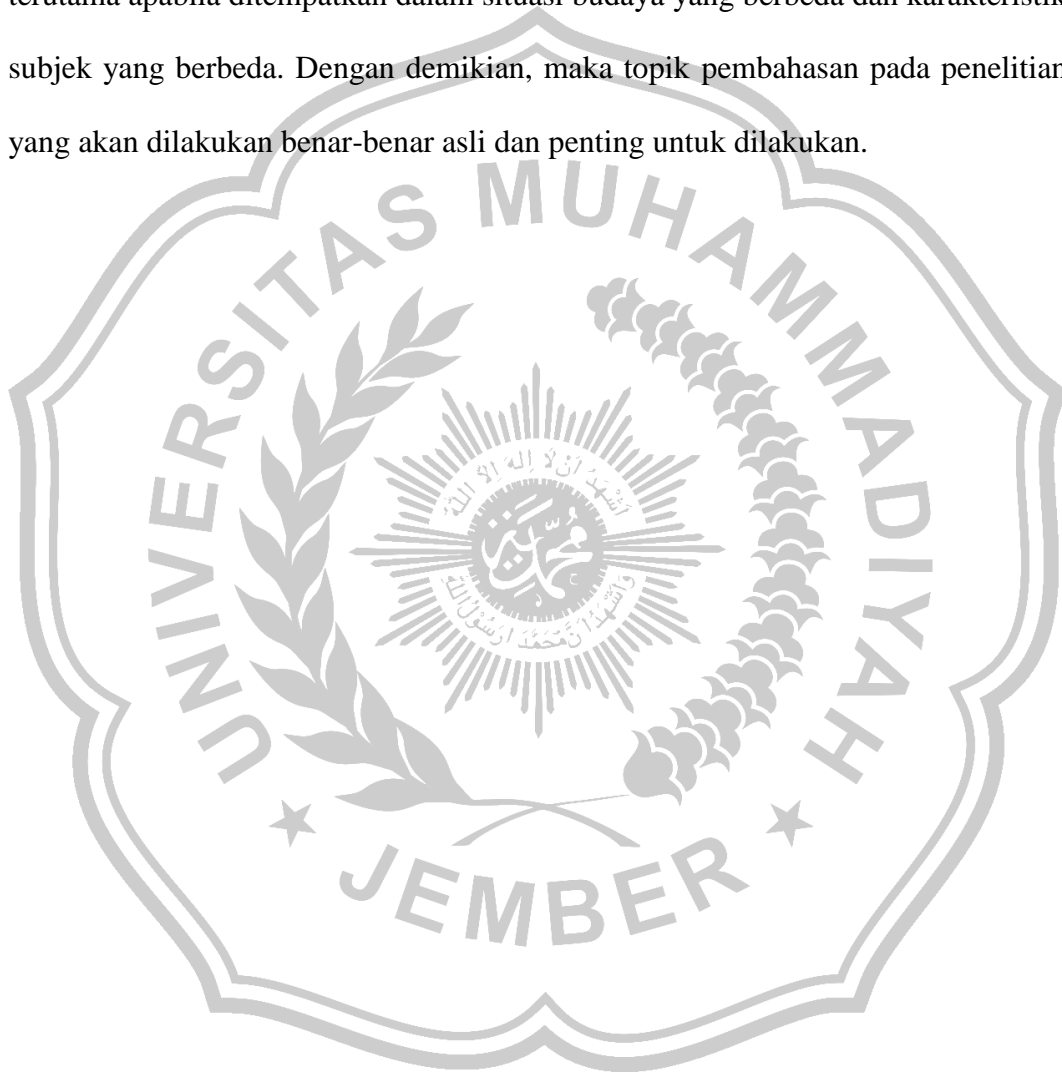 terutama apabila ditempatkan dalam situasi budaya yang berbeda dan karakteristik
subjek yang berbeda. Dengan demikian, maka topik pembahasan pada penelitian
yang akan dilakukan benar-benar asli dan penting untuk dilakukan.
UNIVERSITAS MUHAMMADIYAH
JEMBER